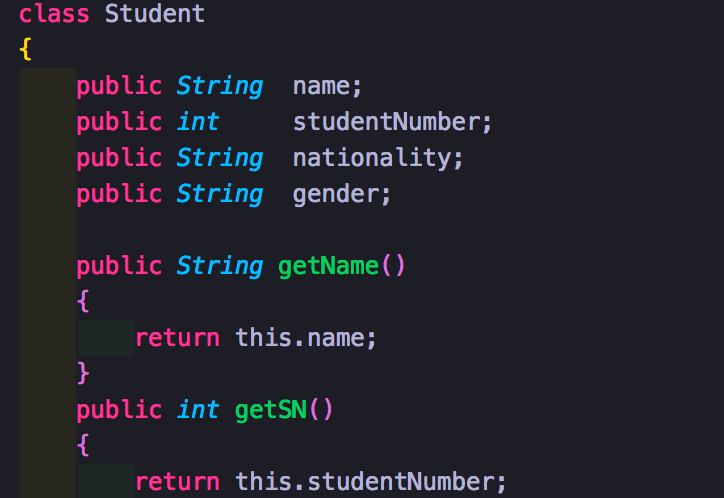 class Student
{
public String name;
public int studentNumber;
public String nationality;
public String gender;
public String getName()
{
return this.name;
}
public int getSN()
{
return this.studentNumber;